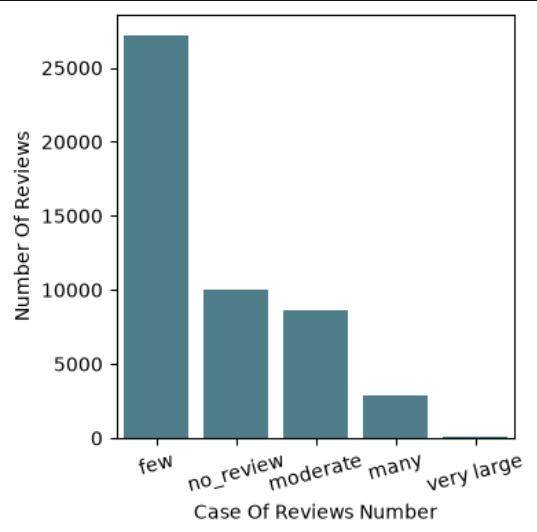 Number Of Reviews
25000
20000
15000
10000
5000
0
few
no_review
moderate
many
very large
Case Of Reviews Number